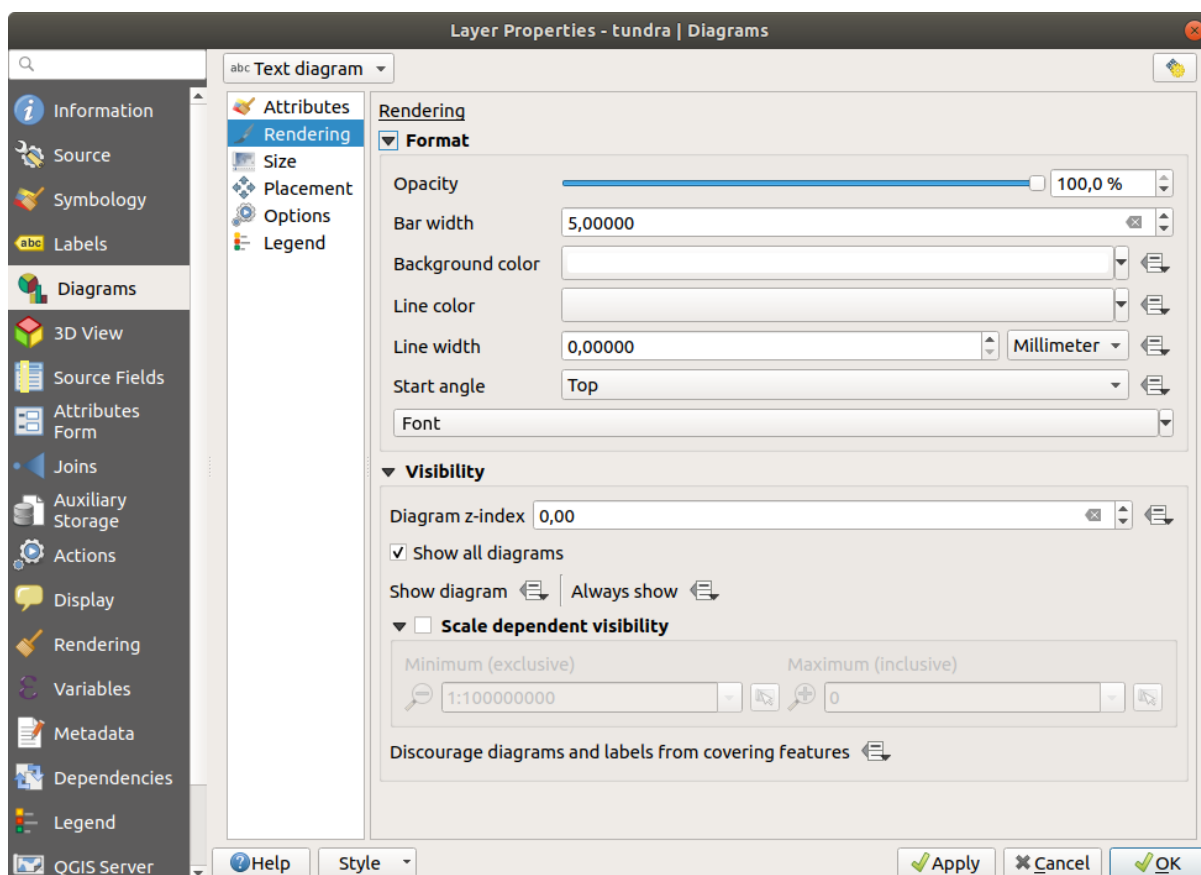 Layer Properties - tundra | Diagrams
abc Text diagram
Information
Source
Symbology
abc Labels
Diagrams
3D View
Source Fields
Attributes
Form
Joins
Auxiliary
Storage
Actions
Display
Rendering
Variables
Metadata
Dependencies
Legend
QGIS Server
Attributes
Rendering
Size
Placement
Options
Legend
Rendering
Format
Opacity 100,0 %
Bar width 5,00000
Background color
Line color
Line width 0,00000 Millimeter
Start angle Top
Font
Visibility
Diagram z-index 0,00
Show all diagrams
Show diagram Always show
Scale dependent visibility
Minimum (exclusive) Maximum (inclusive)
1:100000000 0
Discourage diagrams and labels from covering features
Help Style Apply Cancel OK